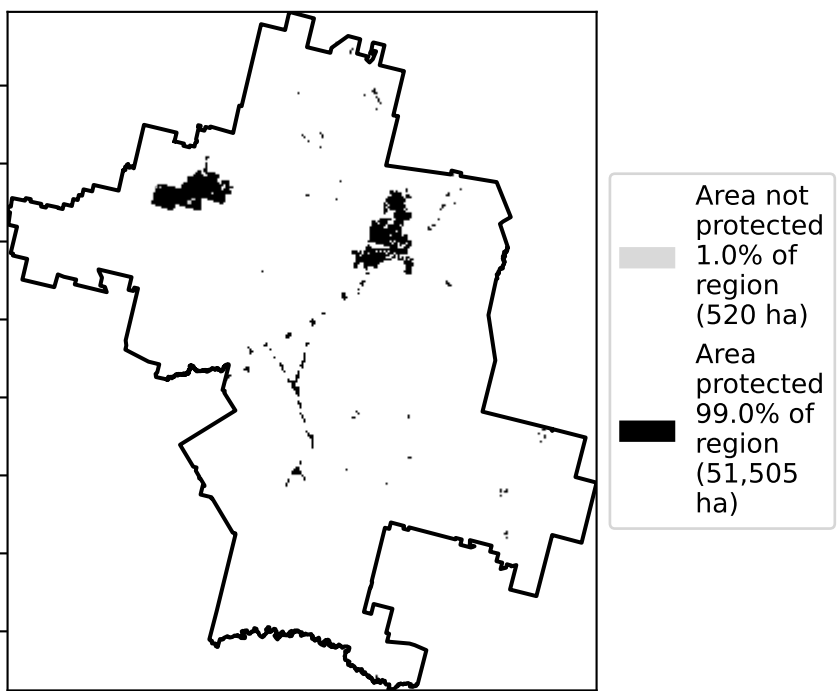 Area not
protected
1.0% of
region
(520 ha)
Area
protected
99.0% of
region
(51,505
ha)